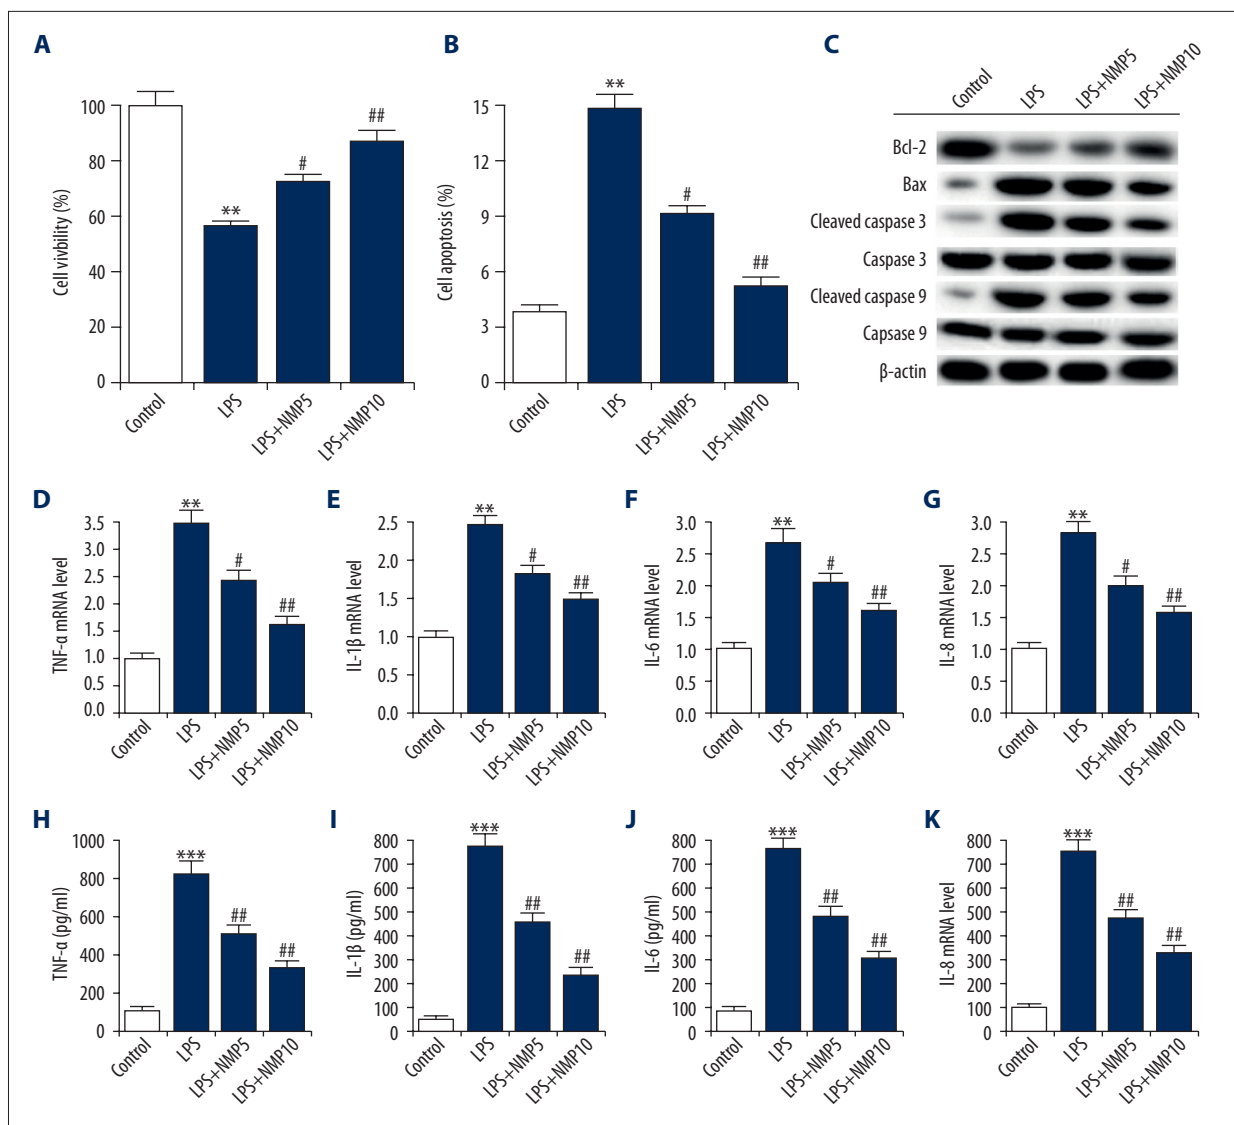 A
Cell vivbility (%)
100
80
60
40
20
0
**
#
##
Control
LPS
LPS+NMP5
LPS+NMP10
B
Cell apoptosis (%)
15
12
9
6
3
0
**
#
##
Control
LPS
LPS+NMP5
LPS+NMP10
C
Control
LPS
LPS+NMP5
LPS+NMP10
Bcl-2
Bax
Cleaved caspase 3
Caspase 3
Cleaved caspase 9
Capsase 9
β-actin
D
TNF-α mRNA level
3.5
3.0
2.5
2.0
1.5
1.0
0.5
0.0
**
#
##
Control
LPS
LPS+NMP5
LPS+NMP10
E
IL-1β mRNA level
2.5
2.0
1.5
1.0
0.5
0.0
**
#
##
Control
LPS
LPS+NMP5
LPS+NMP10
F
IL-6 mRNA level
3.0
2.5
2.0
1.5
1.0
0.5
0.0
**
#
##
Control
LPS
LPS+NMP5
LPS+NMP10
G
IL-8 mRNA level
3.0
2.5
2.0
1.5
1.0
0.5
0.0
**
#
##
Control
LPS
LPS+NMP5
LPS+NMP10
H
TNF-α (pg/ml)
1000
800
600
400
200
0
***
##
##
Control
LPS
LPS+NMP5
LPS+NMP10
I
IL-1β (pg/ml)
800
700
600
500
400
300
200
100
0
***
##
##
Control
LPS
LPS+NMP5
LPS+NMP10
J
IL-6 (pg/ml)
800
700
600
500
400
300
200
100
0
***
##
##
Control
LPS
LPS+NMP5
LPS+NMP10
K
IL-8 mRNA level
800
700
600
500
400
300
200
100
0
***
##
##
Control
LPS
LPS+NMP5
LPS+NMP10